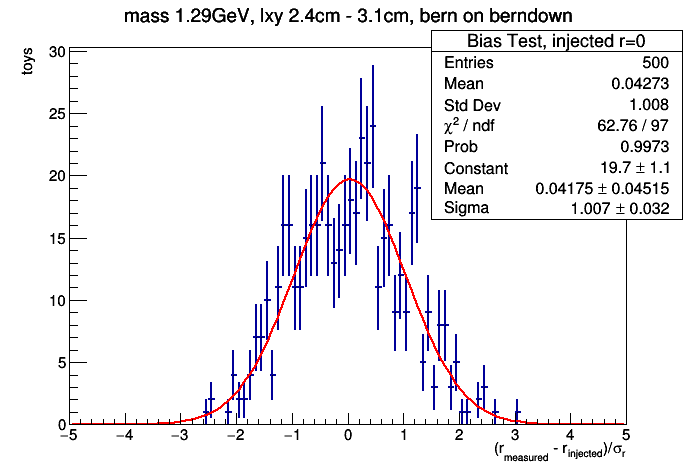 mass 1.29GeV, lxy 2.4cm - 3.1cm, bern on berndown
Bias Test, injected r=0
Entries 500
Mean 0.04273
Std Dev 1.008
χ² / ndf 62.76 / 97
Prob 0.9973
Constant 19.7 ± 1.1
Mean 0.04175 ± 0.04515
Sigma 1.007 ± 0.032
toys
30
25
20
15
10
5
0
−5 −4 −3 −2 −1 0 1 2 3 4 5
(r_measured - r_injected)/σ_r